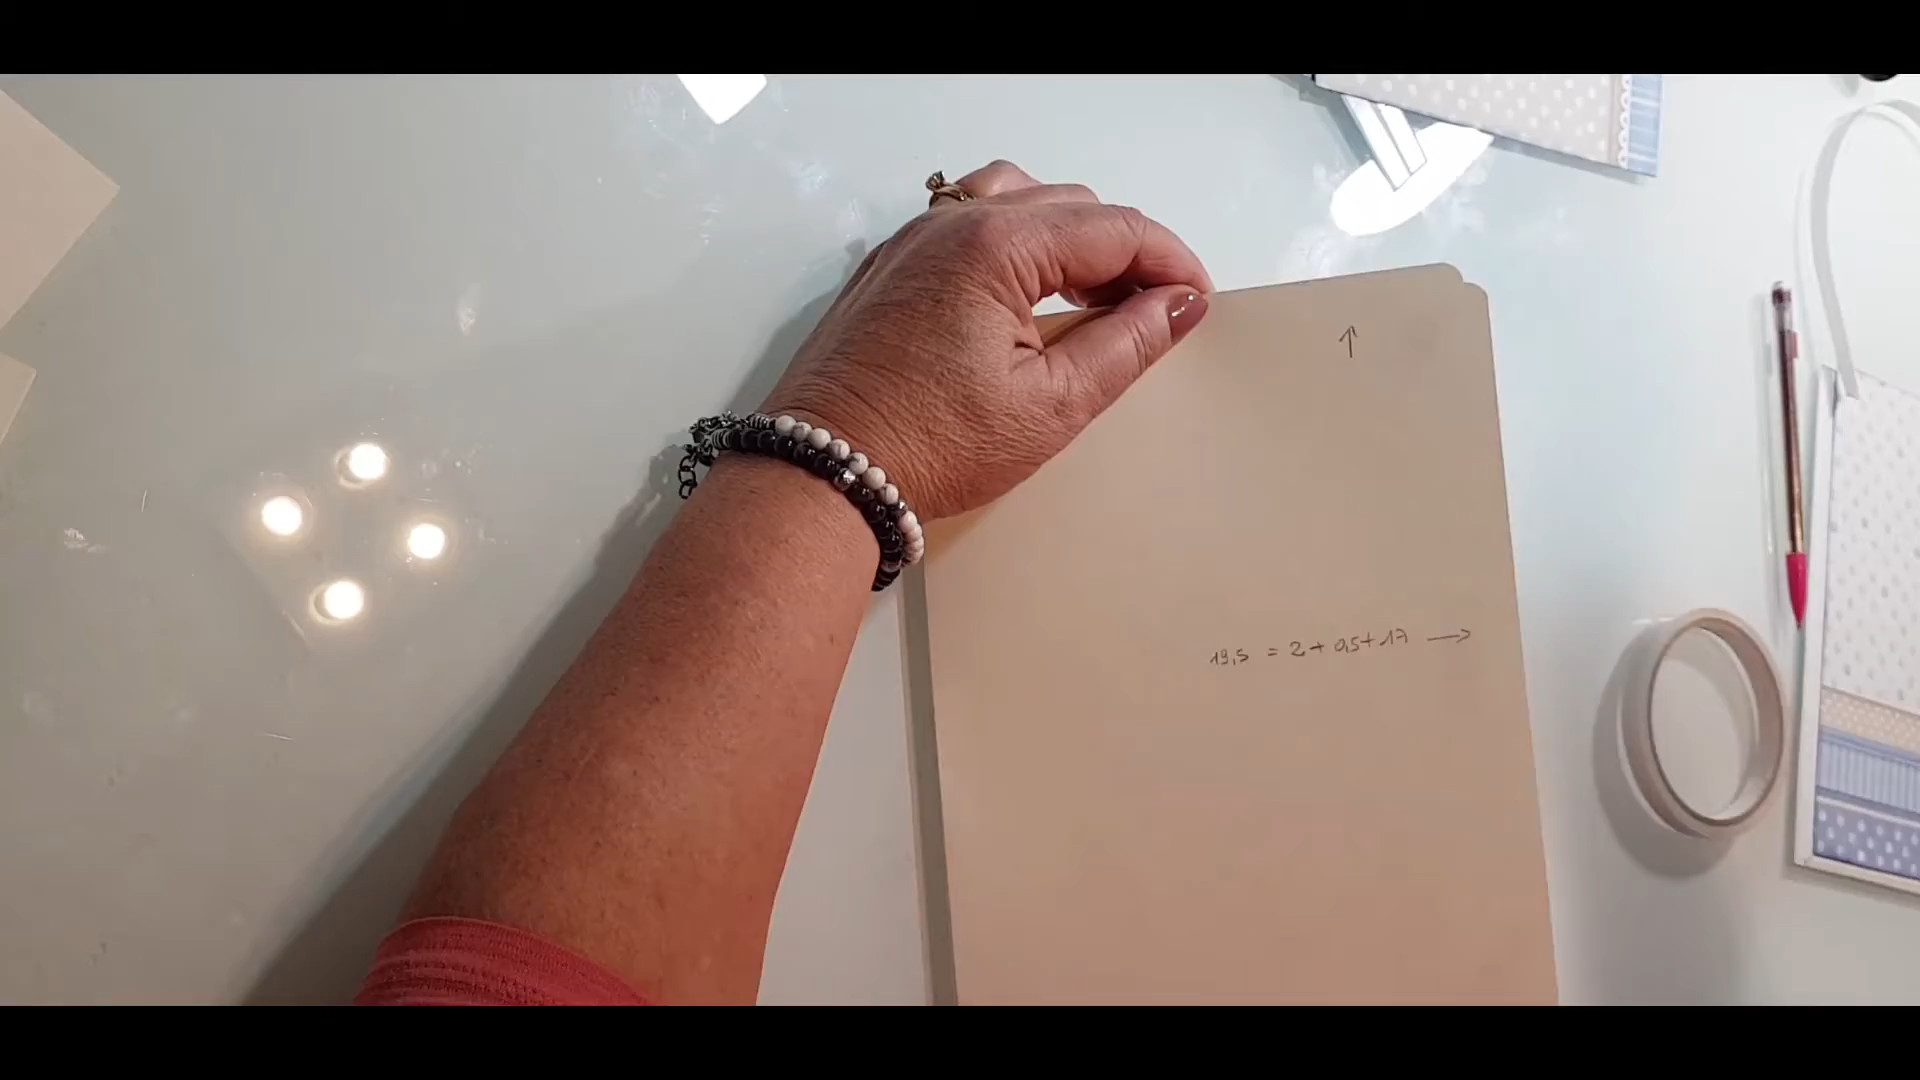 ↑
19,5 = 2 + 0,5 + 17 →